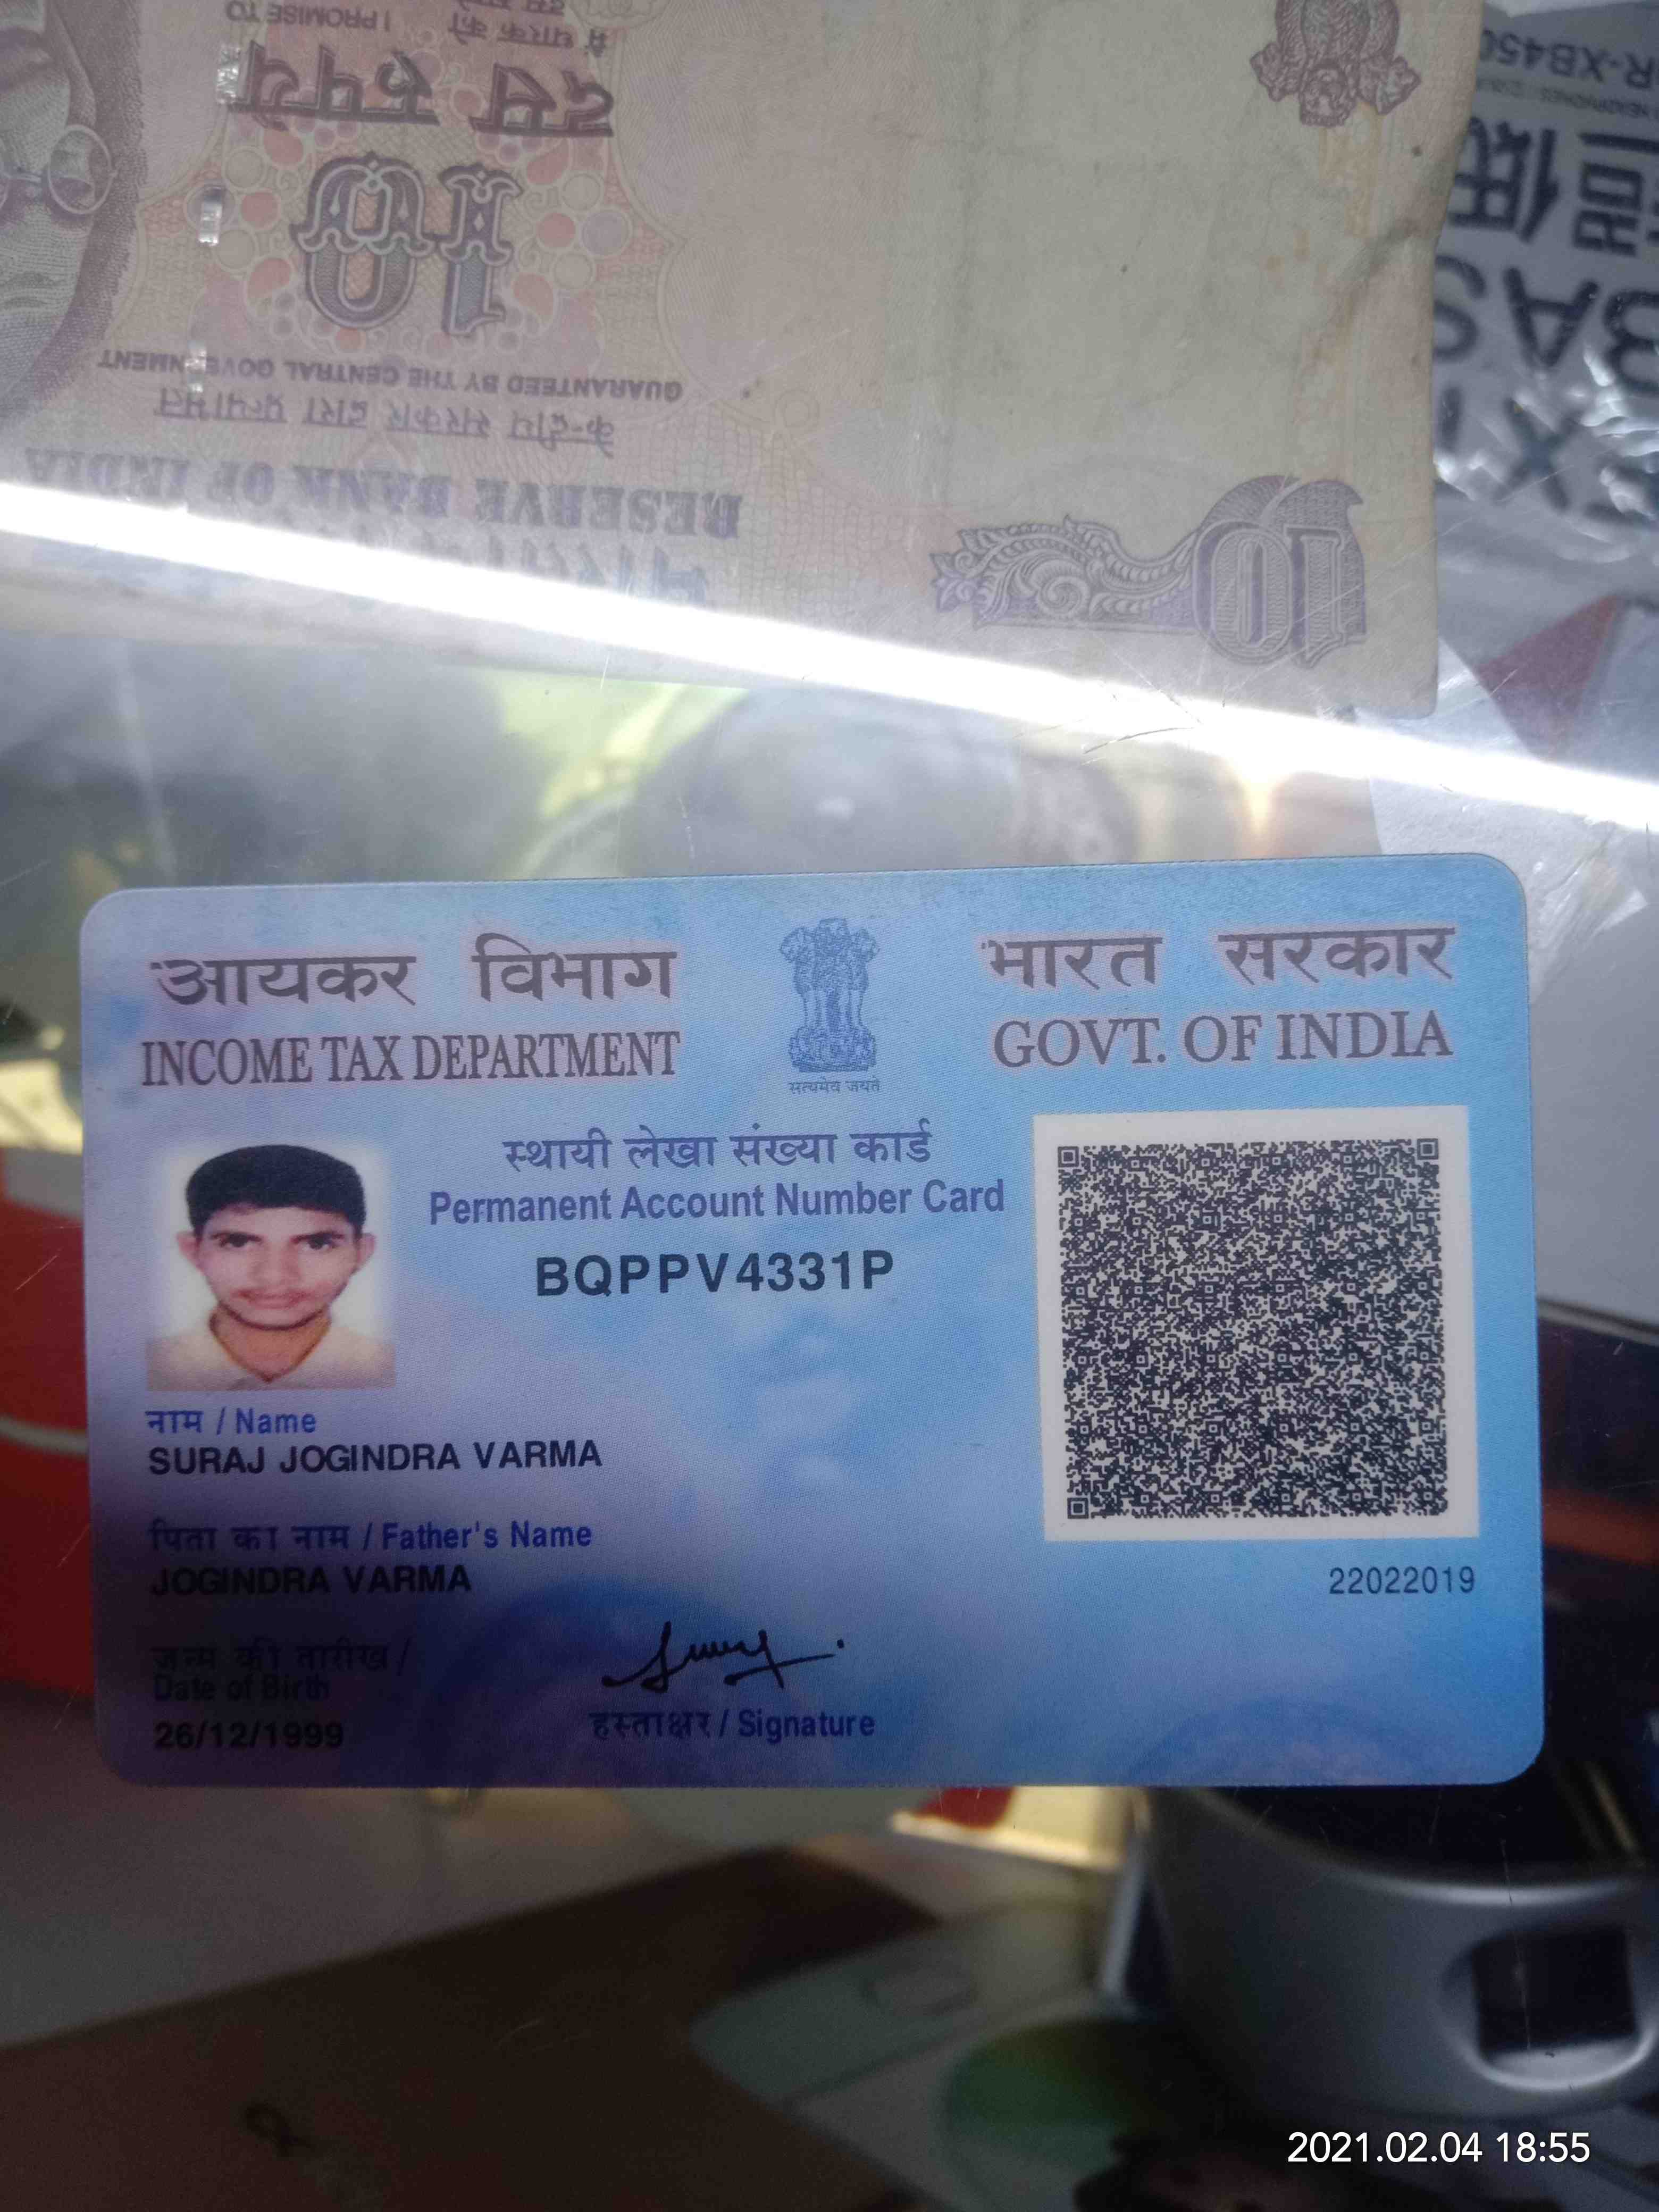 मैं धारक को
I PROMISE TO
दस रुपये
10
GUARANTEED BY THE CENTRAL GOVERNMENT
केन्द्रीय सरकार द्वारा प्रत्याभूत
RESERVE BANK OF INDIA
10
R-XB450
BAS
आयकर विभाग
INCOME TAX DEPARTMENT
सत्यमेव जयते
भारत सरकार
GOVT. OF INDIA
स्थायी लेखा संख्या कार्ड
Permanent Account Number Card
BQPPV4331P
नाम / Name
SURAJ JOGINDRA VARMA
पिता का नाम / Father's Name
JOGINDRA VARMA
22022019
जन्म की तारीख /
Date of Birth
26/12/1999
हस्ताक्षर / Signature
2021.02.04 18:55